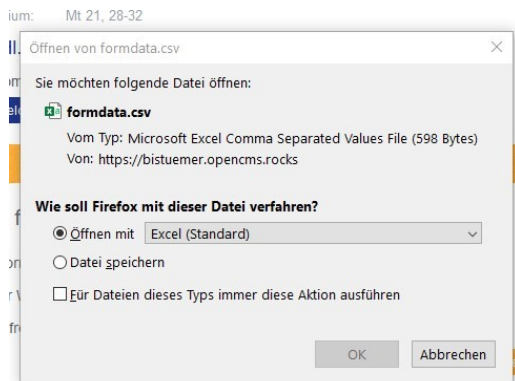 ium: Mt 21, 28-32
Öffnen von formdata.csv
Sie möchten folgende Datei öffnen:
formdata.csv
Vom Typ: Microsoft Excel Comma Separated Values File (598 Bytes)
Von: https://bistuemer.opencms.rocks
Wie soll Firefox mit dieser Datei verfahren?
Öffnen mit Excel (Standard)
Datei speichern
Für Dateien dieses Typs immer diese Aktion ausführen
OK Abbrechen